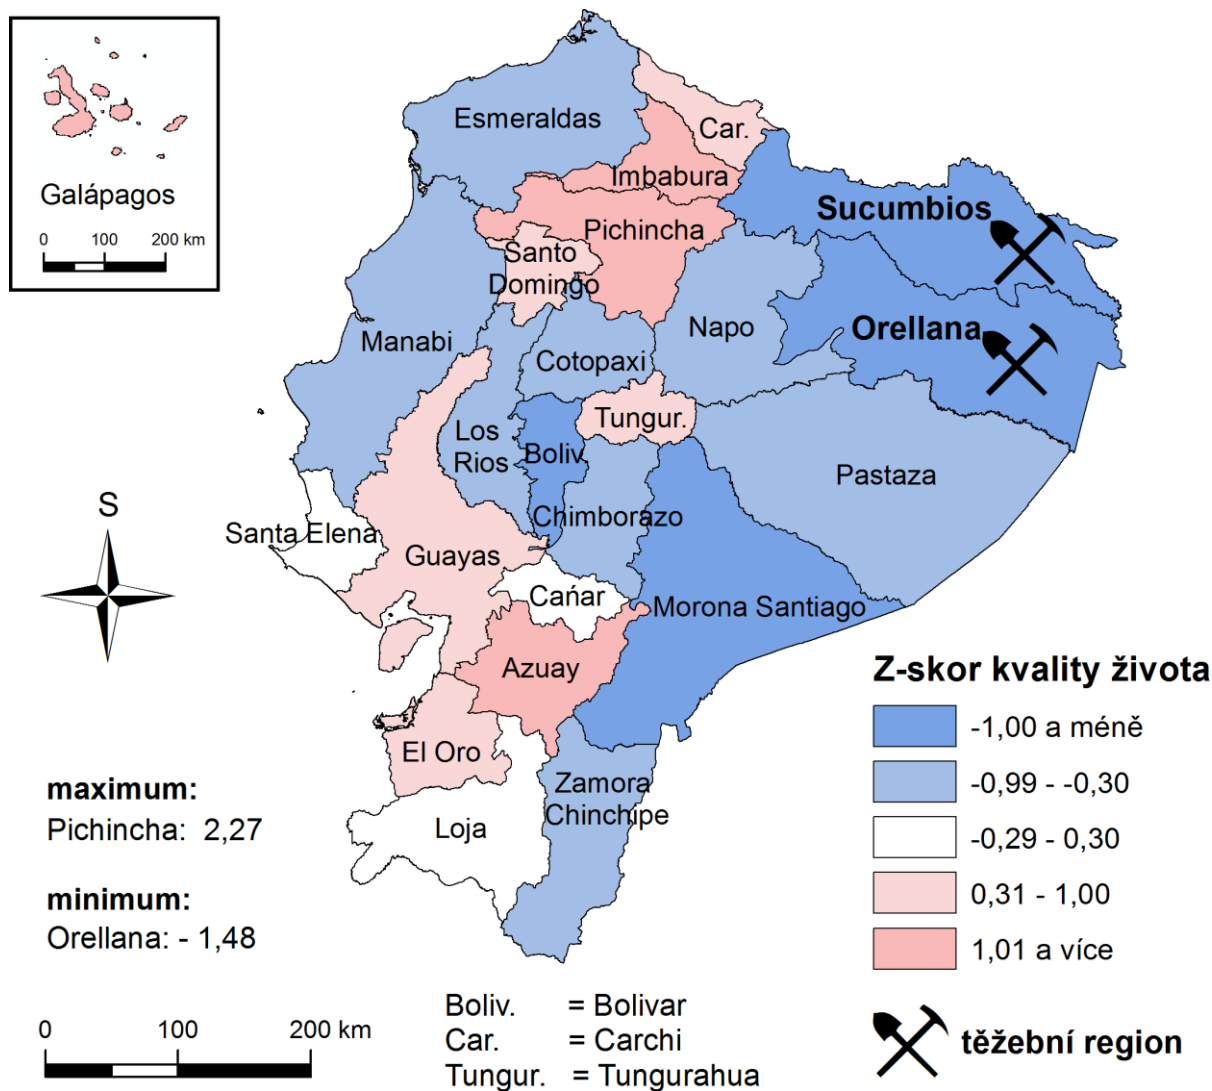 Galápagos
0 100 200 km
Esmeraldas
Car.
Imbabura
Sucumbios
Pichincha
Santo
Domingo
Orellana
Napo
Manabi
Cotopaxi
Tungur.
Los
Rios
Boliv.
Pastaza
S
Chimborazo
Santa Elena
Guayas
Cańar
Morona Santiago
Azuay
El Oro
Zamora
Chinchipe
Loja
Z-skor kvality života
-1,00 a méně
-0,99 - -0,30
-0,29 - 0,30
0,31 - 1,00
1,01 a více
těžební region
maximum:
Pichincha: 2,27
minimum:
Orellana: - 1,48
0 100 200 km
Boliv. = Bolivar
Car. = Carchi
Tungur. = Tungurahua